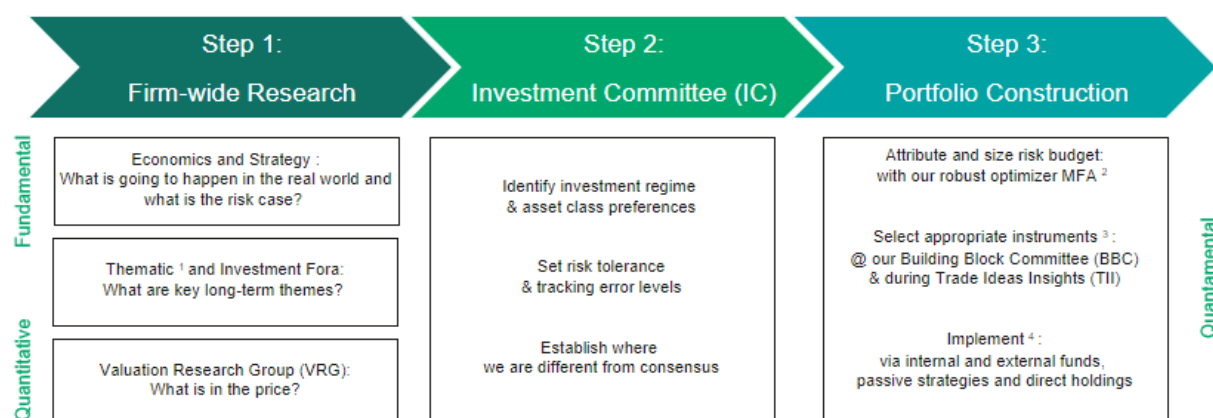 Step 1:
Firm-wide Research
Step 2:
Investment Committee (IC)
Step 3:
Portfolio Construction
Fundamental
Economics and Strategy :
What is going to happen in the real world and
what is the risk case?
Thematic ¹ and Investment Fora:
What are key long-term themes?
Quantitative
Valuation Research Group (VRG):
What is in the price?
Identify investment regime
& asset class preferences
Set risk tolerance
& tracking error levels
Establish where
we are different from consensus
Attribute and size risk budget:
with our robust optimizer MFA ²
Select appropriate instruments ³ :
@ our Building Block Committee (BBC)
& during Trade Ideas Insights (TII)
Implement ⁴ :
via internal and external funds,
passive strategies and direct holdings
Quantamental